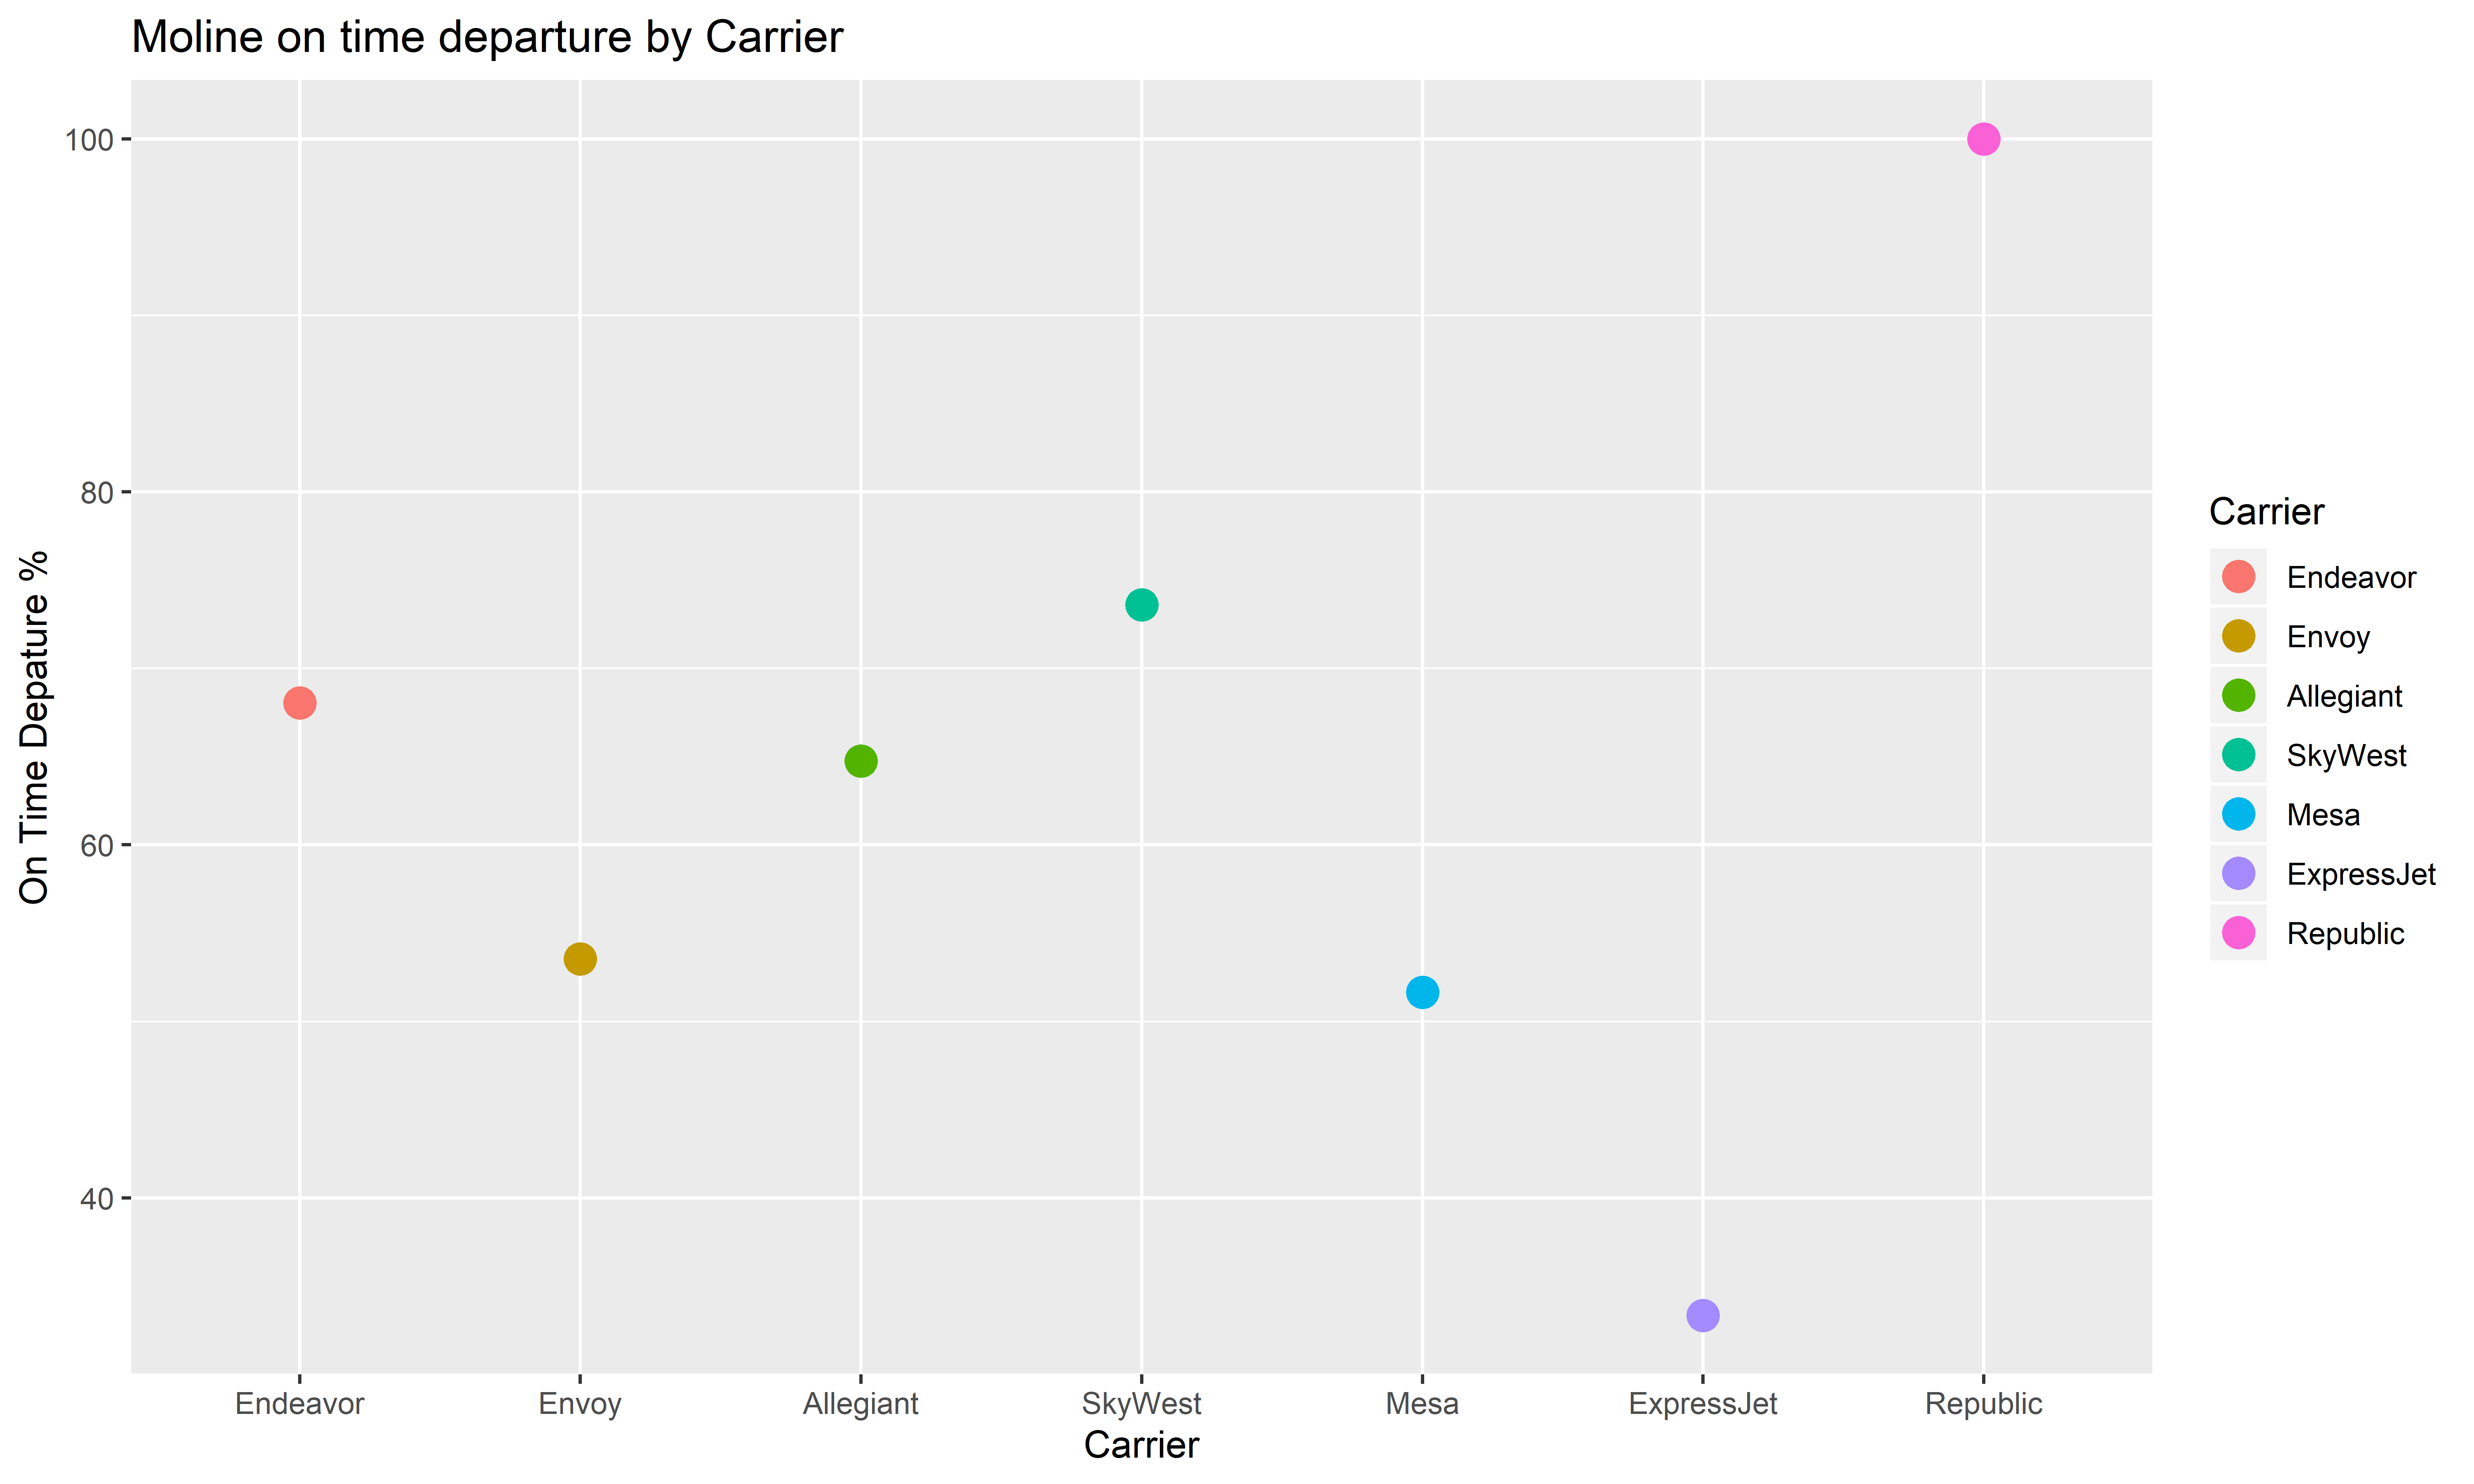 Moline on time departure by Carrier
On Time Depature %
100
80
60
40
Endeavor Envoy Allegiant SkyWest Mesa ExpressJet Republic
Carrier
Carrier
Endeavor
Envoy
Allegiant
SkyWest
Mesa
ExpressJet
Republic